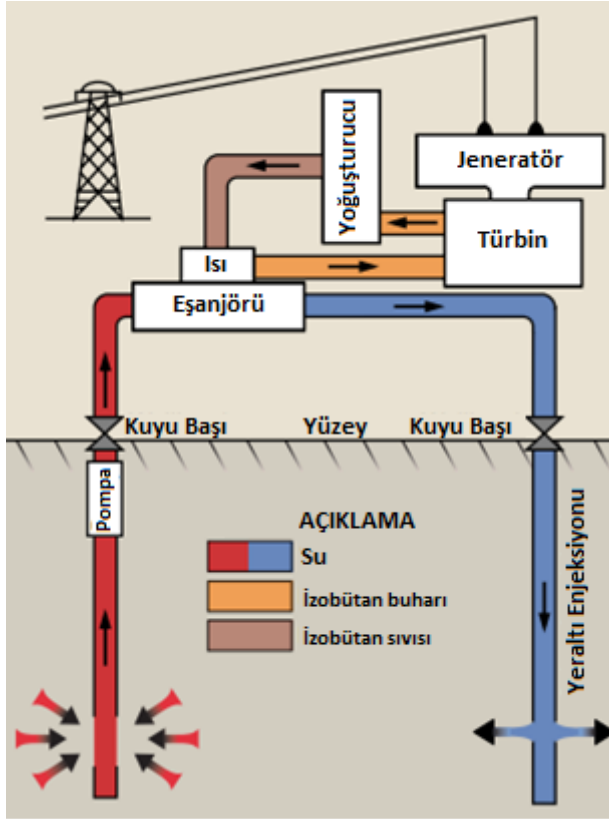 Jeneratör
Yoğuşturucu
Türbin
Isı
Eşanjörü
Kuyu Başı
Yüzey
Kuyu Başı
Pompa
AÇIKLAMA
Su
İzobütan buharı
İzobütan sıvısı
Yeraltı Enjeksiyonu